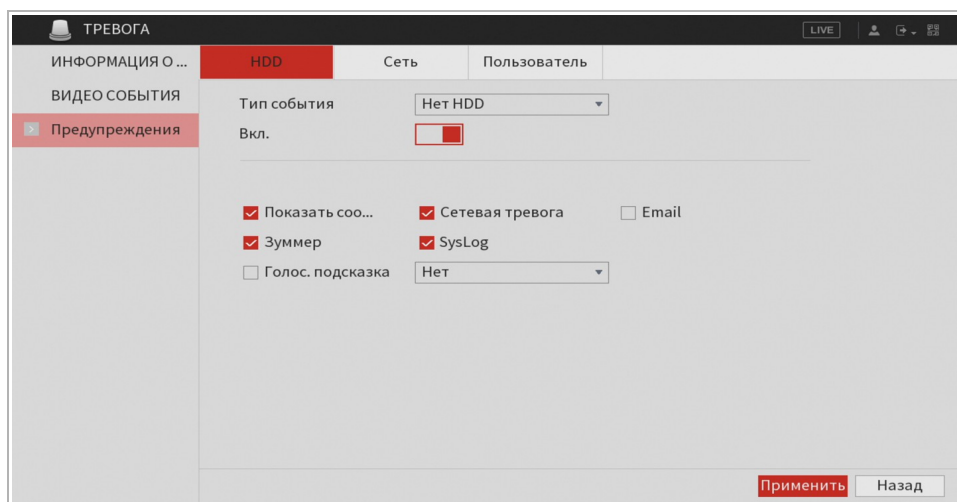 ТРЕВОГА
LIVE
ИНФОРМАЦИЯ О ...
HDD
Сеть
Пользователь
ВИДЕО СОБЫТИЯ
Предупреждения
Тип события
Нет HDD
Вкл.
Показать соо...
Сетевая тревога
Email
Зуммер
SysLog
Голос. подсказка
Нет
Применить
Назад